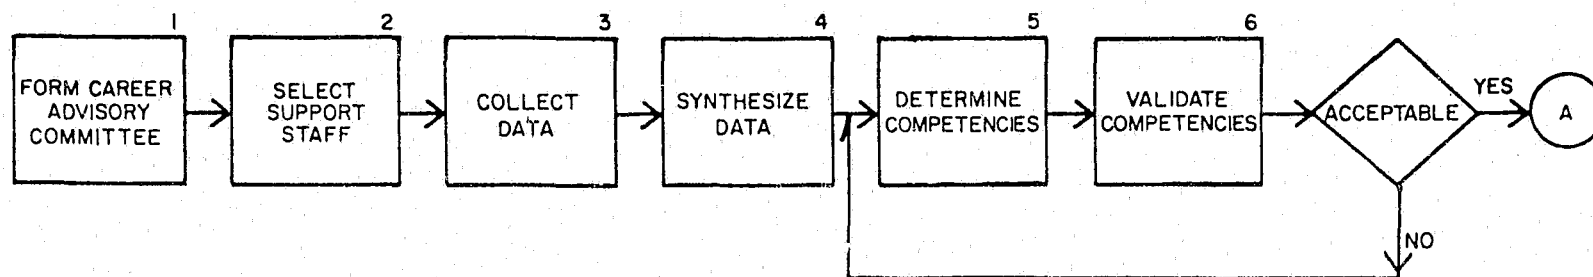 1
FORM CAREER
ADVISORY
COMMITTEE
2
SELECT
SUPPORT
STAFF
3
COLLECT
DATA
4
SYNTHESIZE
DATA
5
DETERMINE
COMPETENCIES
6
VALIDATE
COMPETENCIES
ACCEPTABLE
YES
A
NO